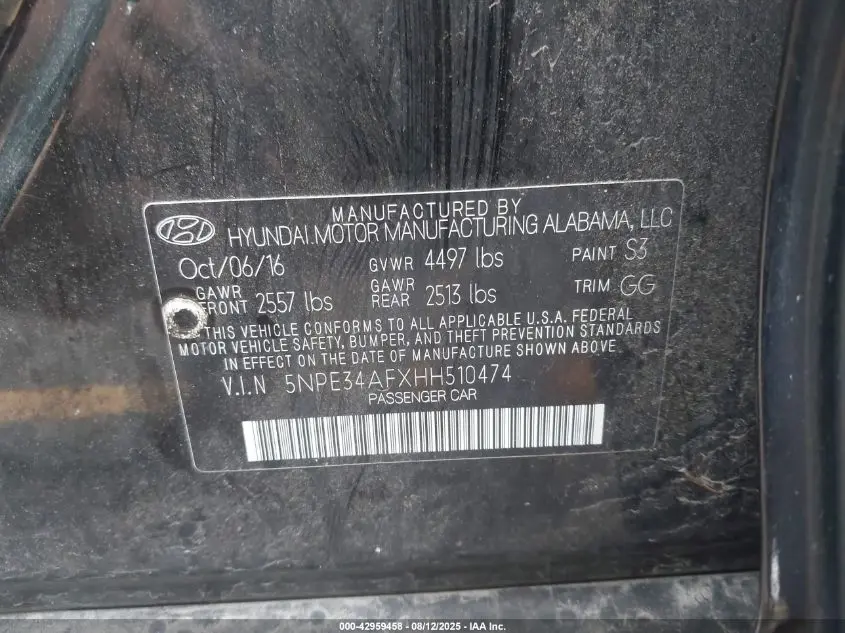 MANUFACTURED BY
HYUNDAI MOTOR MANUFACTURING ALABAMA, LLC
Oct/06/16 GVWR 4497 lbs PAINT S3
GAWR FRONT 2557 lbs GAWR REAR 2513 lbs TRIM GG
THIS VEHICLE CONFORMS TO ALL APPLICABLE U.S.A. FEDERAL
MOTOR VEHICLE SAFETY, BUMPER, AND THEFT PREVENTION STANDARDS
IN EFFECT ON THE DATE OF MANUFACTURE SHOWN ABOVE.
V.I.N 5NPE34AFXHH510474
PASSENGER CAR
000-42959458 - 08/12/2025 - IAA Inc.